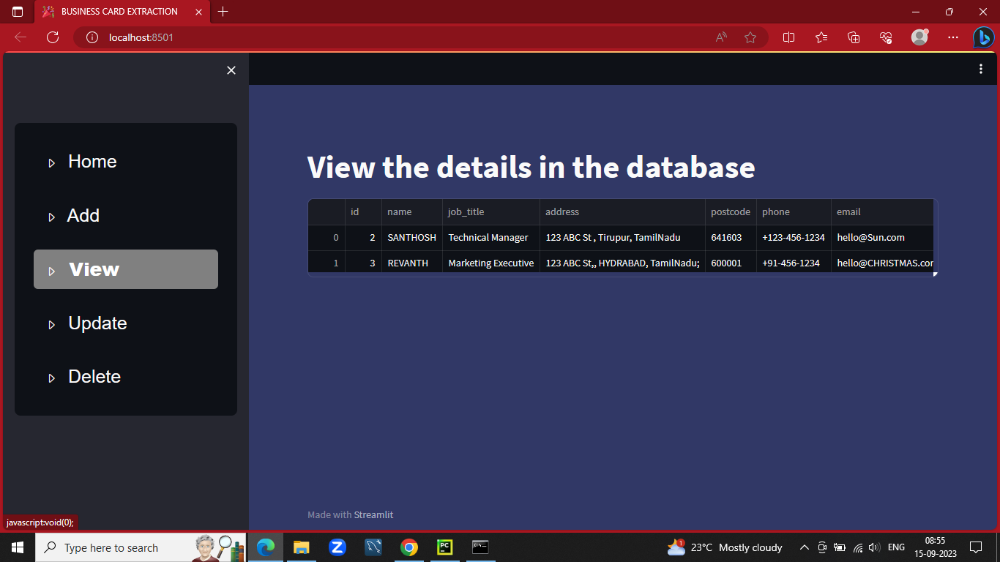 BUSINESS CARD EXTRACTION
localhost:8501
Home
Add
View
Update
Delete
View the details in the database
id name job_title address postcode phone email
0 2 SANTHOSH Technical Manager 123 ABC St , Tirupur, TamilNadu 641603 +123-456-1234 hello@Sun.com
1 3 REVANTH Marketing Executive 123 ABC St,, HYDRABAD, TamilNadu; 600001 +91-456-1234 hello@CHRISTMAS.cor
Made with Streamlit
javascript:void(0);
Type here to search
Z
PC
1
23°C Mostly cloudy
ENG
08:55
15-09-2023